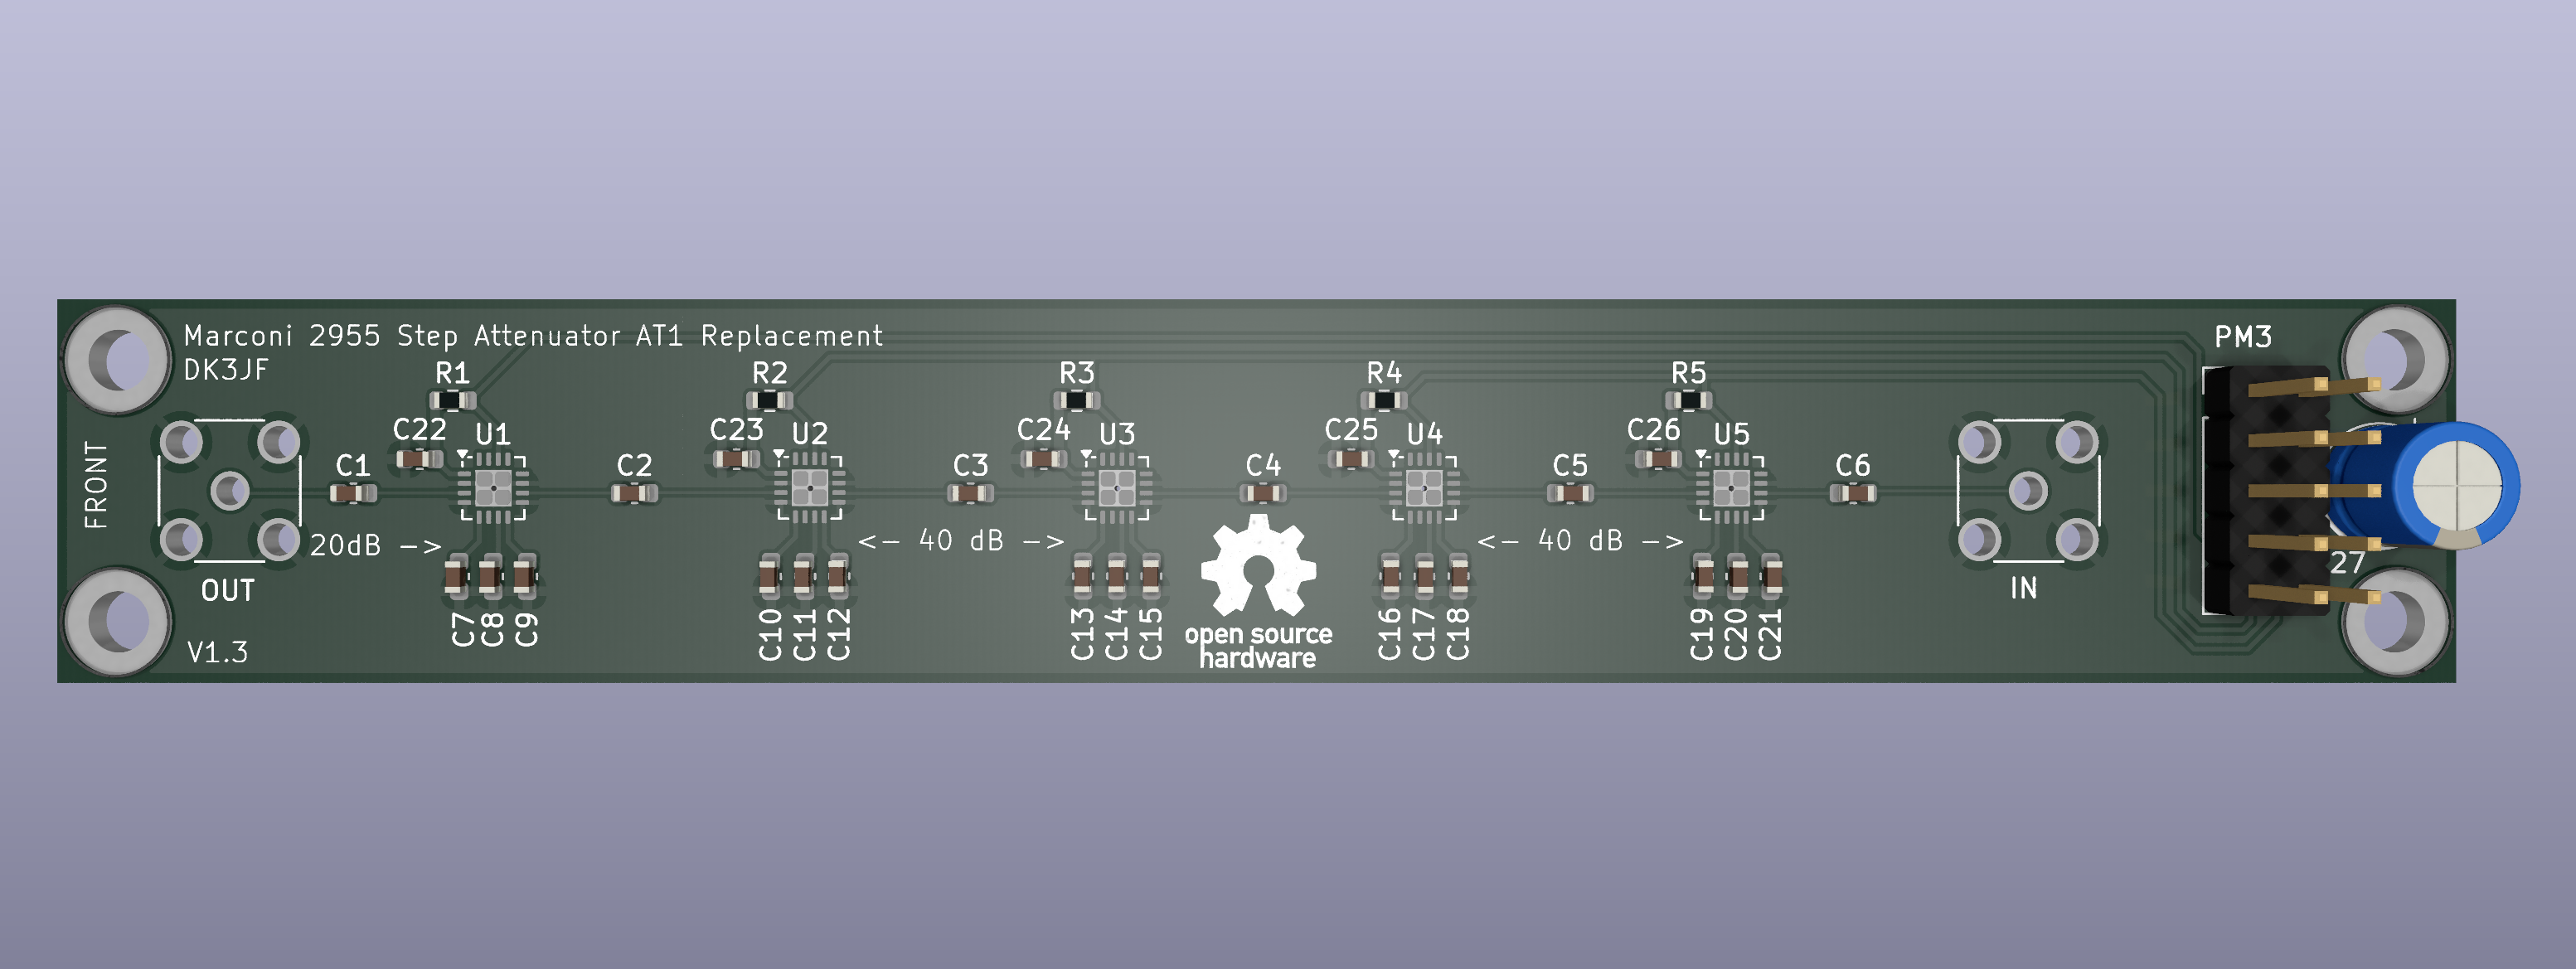 Marconi 2955 Step Attenuator AT1 Replacement
DK3JF
PM3
R1 R2 R3 R4 R5
C22 U1 C23 U2 C24 U3 C25 U4 C26 U5
C1 C2 C3 C4 C5 C6
FRONT
20dB -> <- 40 dB -> <- 40 dB ->
27
OUT
IN
C7 C8 C9 C10 C11 C12 C13 C14 C15 C16 C17 C18 C19 C20 C21
open source
hardware
V1.3